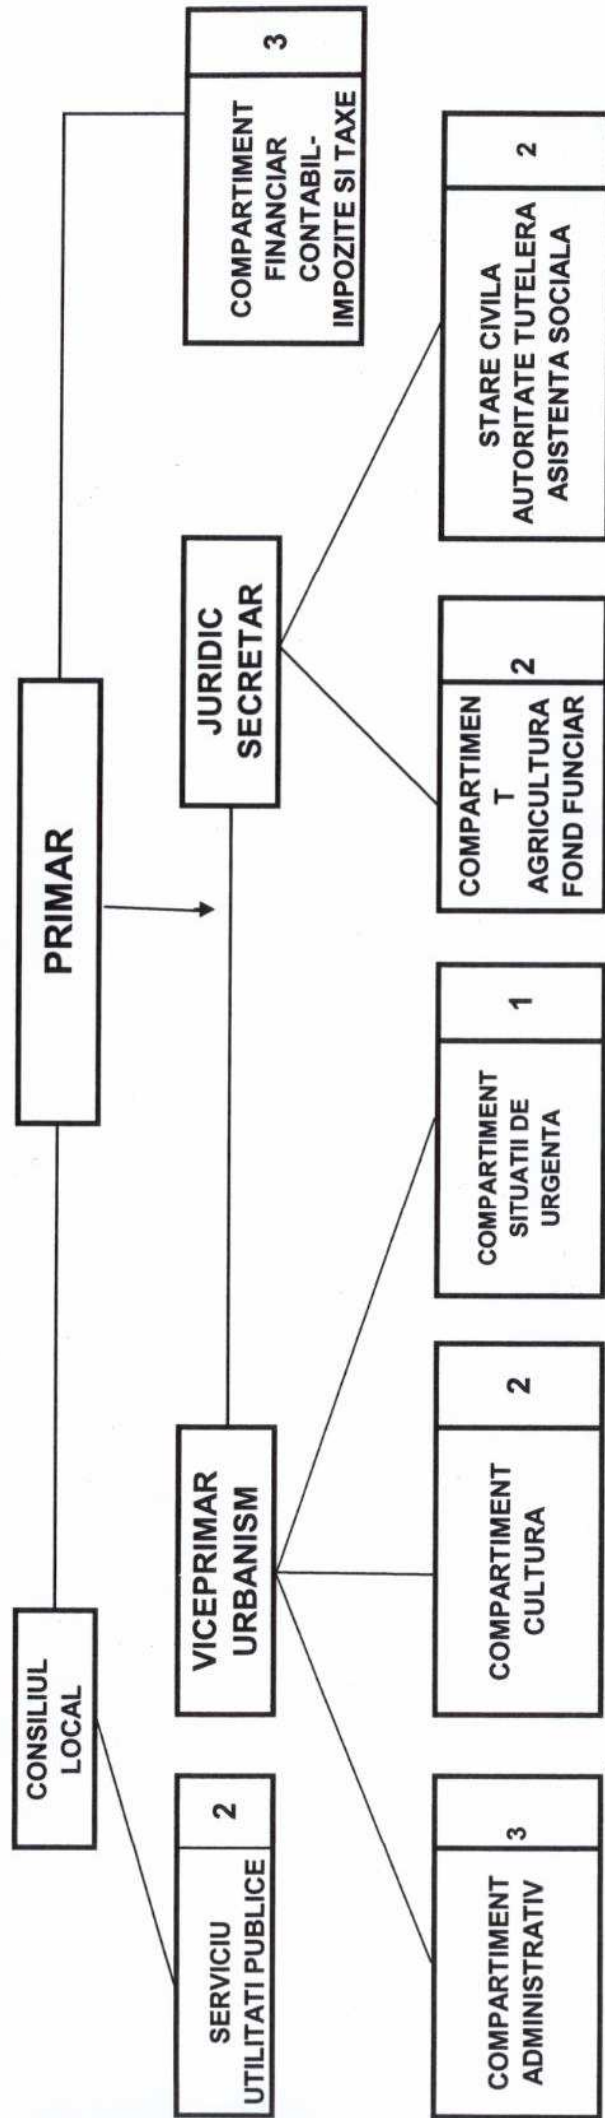 CONSILIUL
LOCAL
PRIMAR
SERVICIU
UTILITATI PUBLICE
2
VICEPRIMAR
URBANISM
JURIDIC
SECRETAR
COMPARTIMENT
FINANCIAR
CONTABIL-
IMPOZITE SI TAXE
3
COMPARTIMENT
ADMINISTRATIV
3
COMPARTIMENT
CULTURA
2
COMPARTIMENT
SITUATII DE
URGENTA
1
COMPARTIMEN
T
AGRICULTURA
FOND FUNCIAR
2
STARE CIVILA
AUTORITATE TUTELERA
ASISTENTA SOCIALA
2